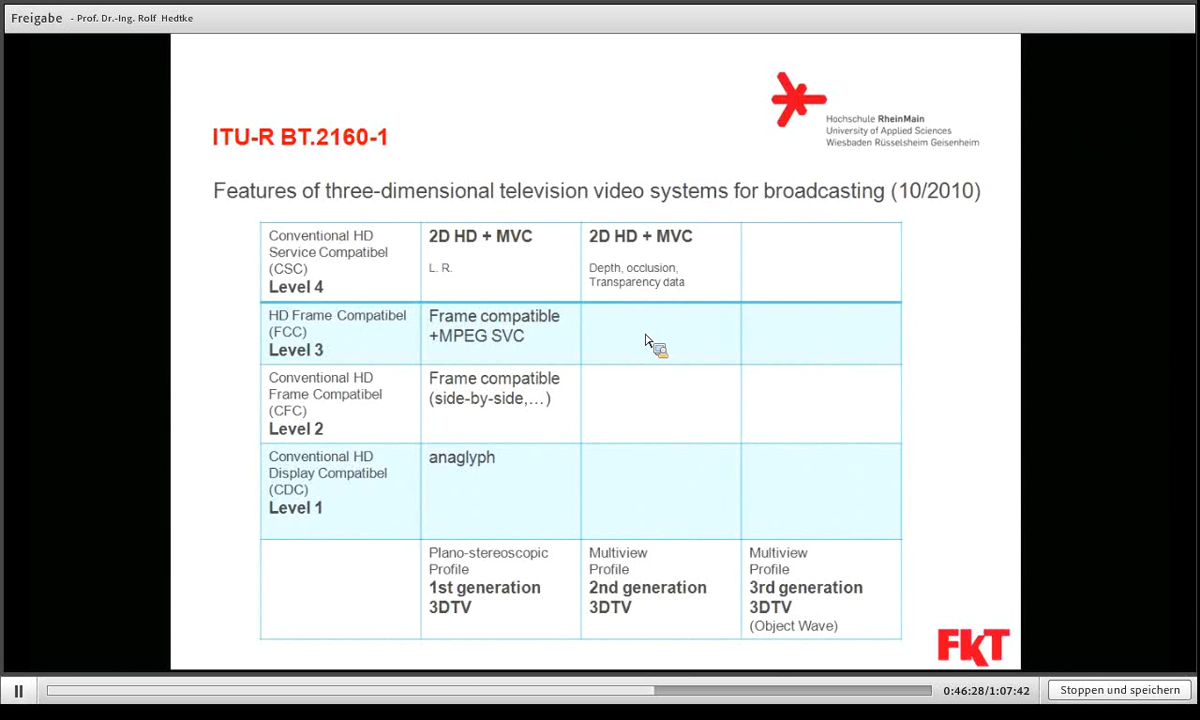 Freigabe - Prof. Dr.-Ing. Rolf Hedtke
Hochschule RheinMain
University of Applied Sciences
Wiesbaden Rüsselsheim Geisenheim
ITU-R BT.2160-1
Features of three-dimensional television video systems for broadcasting (10/2010)
Conventional HD
Service Compatibel
(CSC)
Level 4
2D HD + MVC
L. R.
2D HD + MVC
Depth, occlusion,
Transparency data
HD Frame Compatibel
(FCC)
Level 3
Frame compatible
+MPEG SVC
Conventional HD
Frame Compatibel
(CFC)
Level 2
Frame compatible
(side-by-side,…)
Conventional HD
Display Compatibel
(CDC)
Level 1
anaglyph
Plano-stereoscopic
Profile
1st generation
3DTV
Multiview
Profile
2nd generation
3DTV
Multiview
Profile
3rd generation
3DTV
(Object Wave)
FKT
0:46:28/1:07:42
Stoppen und speichern